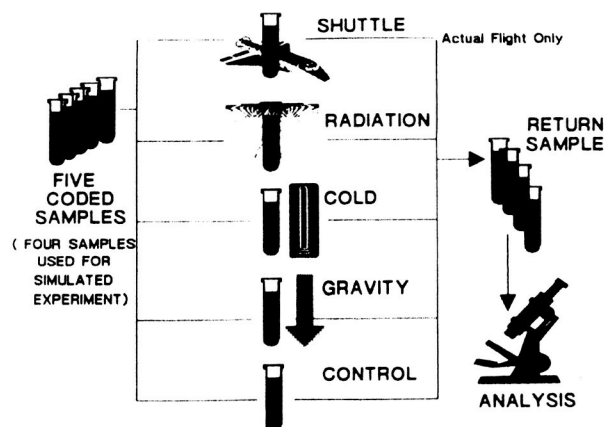 SHUTTLE
Actual Flight Only
RADIATION
COLD
GRAVITY
CONTROL
FIVE
CODED
SAMPLES
( FOUR SAMPLES
USED FOR
SIMULATED
EXPERIMENT)
RETURN
SAMPLE
ANALYSIS